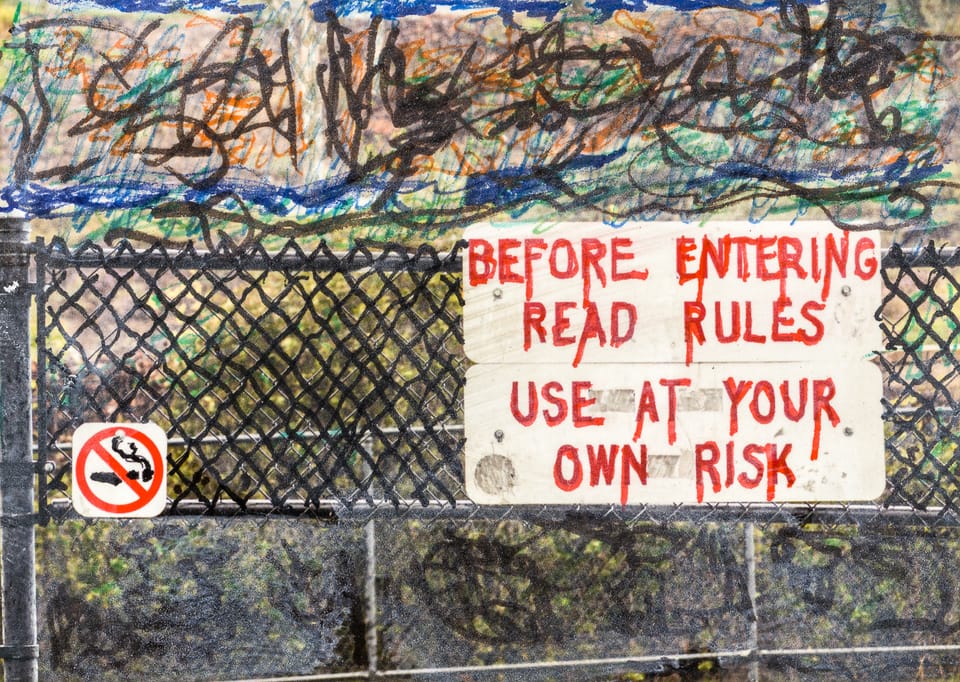 BEFORE ENTERING
READ RULES
USE AT YOUR
OWN RISK